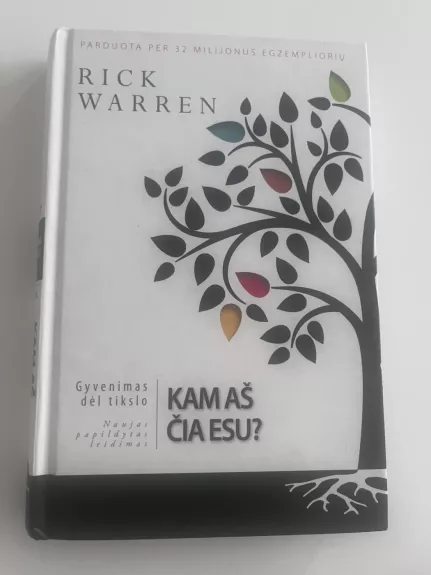 PARDUOTA PER 32 MILIJONUS EGZEMPLIORIŲ
RICK
WARREN
Gyvenimas
dėl tikslo
Naujas
papildytas
leidimas
KAM AŠ
ČIA ESU?